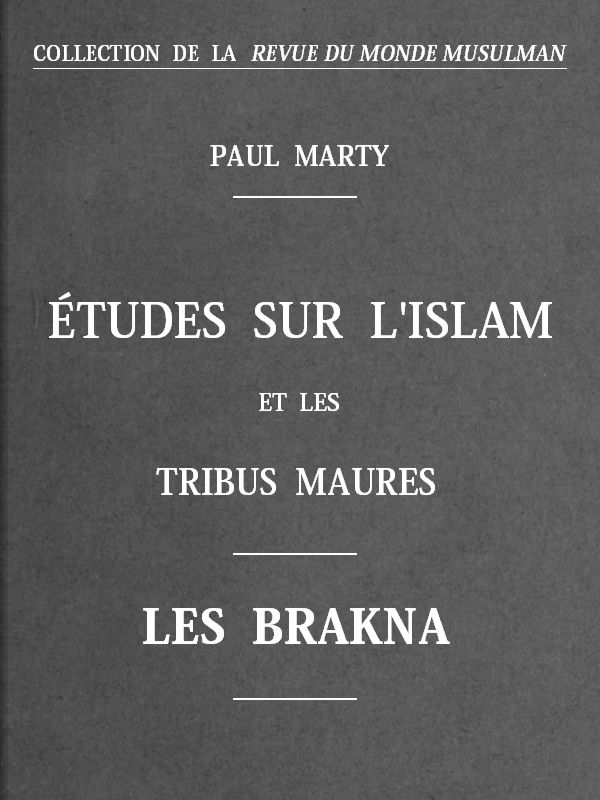 COLLECTION DE LA REVUE DU MONDE MUSULMAN
PAUL MARTY
ÉTUDES SUR L'ISLAM
ET LES
TRIBUS MAURES
LES BRAKNA